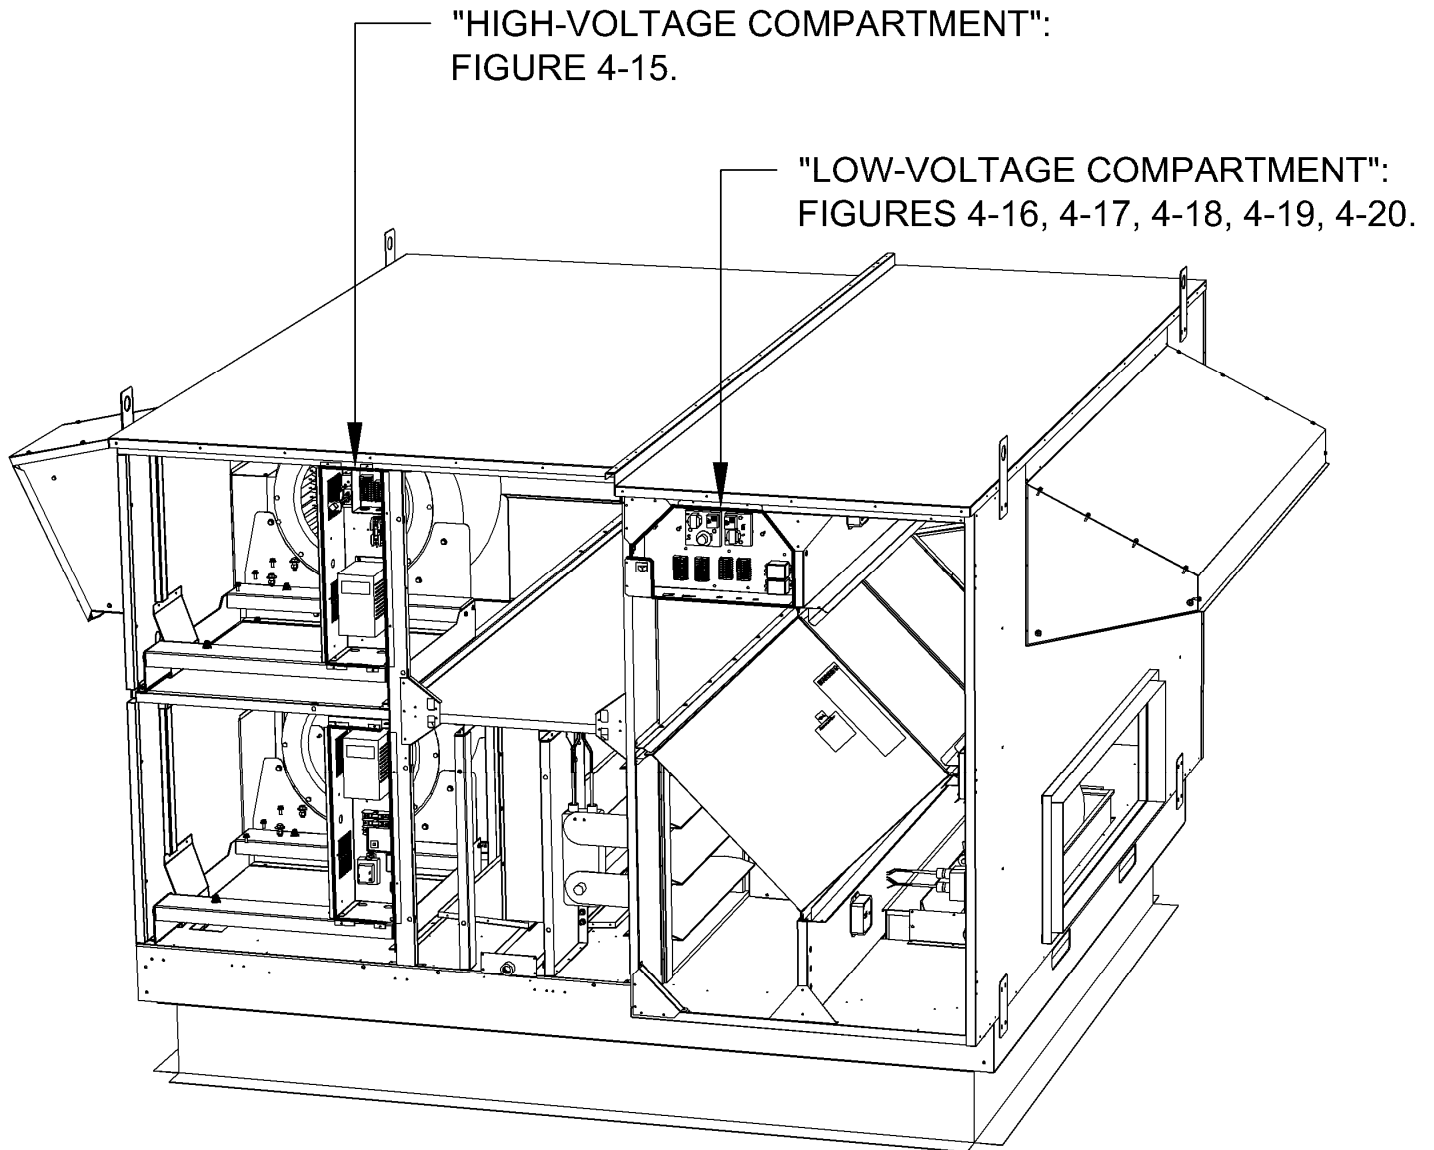 "HIGH-VOLTAGE COMPARTMENT":
FIGURE 4-15.
"LOW-VOLTAGE COMPARTMENT":
FIGURES 4-16, 4-17, 4-18, 4-19, 4-20.